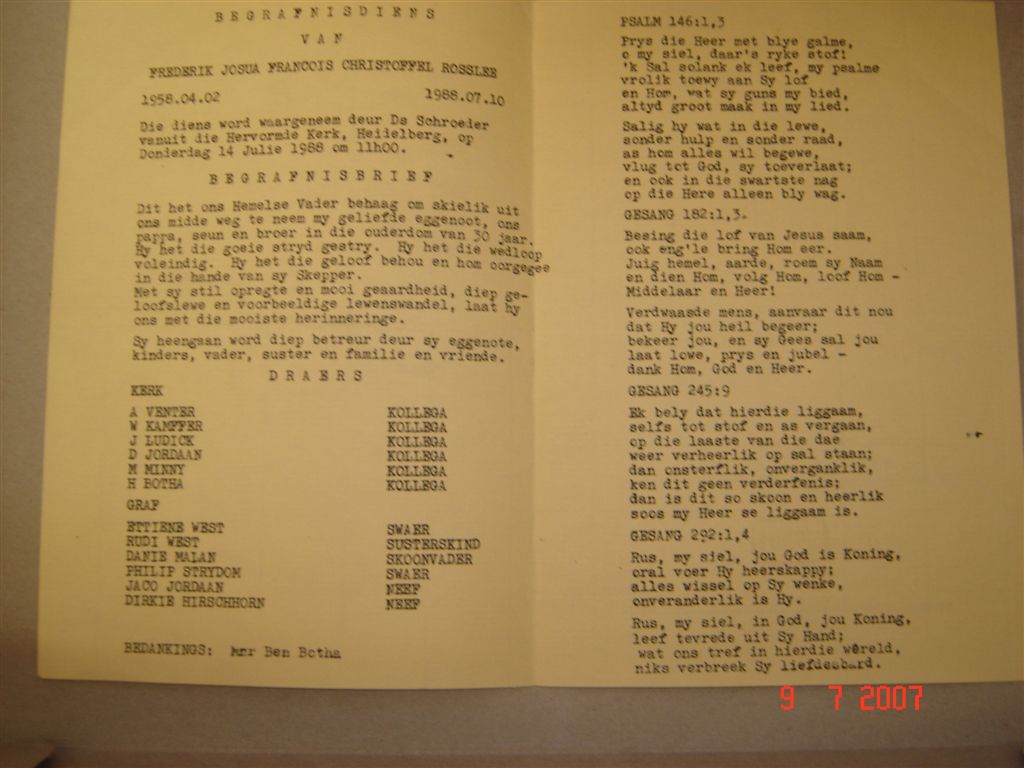 B E G R A F N I S D I E N S
V A N
FREDERIK JOSUA FRANCOIS CHRISTOFFEL ROSSLEE
1958.04.02 1988.07.10
Die diens word waargeneem deur Ds Schroeder
vanuit die Hervormde Kerk, Heidelberg, op
Donderdag 14 Julie 1988 om 11h00.
B E G R A F N I S B R I E F
Dit het ons Hemelse Vader behaag om skielik uit
ons midde weg te neem my geliefde eggenoot, ons
pappa, seun en broer in die ouderdom van 30 jaar.
Hy het die goeie stryd gestry. Hy het die wedloop
voleindig. Hy het die geloof behou en hom oorgegee
in die hande van sy Skepper.
Met sy stil opregte en mooi geaardheid, diep ge-
loofslewe en voorbeeldige lewenswandel, laat hy
ons met die mooiste herinneringe.
Sy heengaan word diep betreur deur sy eggenote,
kinders, vader, suster en familie en vriende.
D R A E R S
KERK
A VENTER KOLLEGA
W KAMFFER KOLLEGA
J LUDICK KOLLEGA
D JORDAAN KOLLEGA
M MINNY KOLLEGA
H BOTHA KOLLEGA
GRAF
ETTIENE WEST SWAER
RUDI WEST SUSTERSKIND
DANIE MALAN SKOONVADER
PHILIP STRYDOM SWAER
JACO JORDAAN NEEF
DIRKIE HIRSCHHORN NEEF
BEDANKINGS: Mnr Ben Botha
PSALM 146:1,3
Prys die Heer met blye galme,
o my siel, daar's ryke stof!
'k Sal solank ek leef, my psalme
vrolik toewy aan Sy lof
en Hom, wat sy guns my bied,
altyd groot maak in my lied.
Salig hy wat in die lewe,
sonder hulp en sonder raad,
as hom alles wil begewe,
vlug tot God, sy toeverlaat;
en ook in die swartste nag
op die Here alleen bly wag.
GESANG 182:1,3.
Besing die lof van Jesus saam,
ook eng'le bring Hom eer.
Juig hemel, aarde, roem sy Naam
en dien Hom, volg Hom, loof Hom -
Middelaar en Heer!
Verdwaasde mens, aanvaar dit nou
dat Hy jou heil begeer;
bekeer jou, en sy Gees sal jou
laat lowe, prys en jubel -
dank Hom, God en Heer.
GESANG 245:9
Ek bely dat hierdie liggaam,
selfs tot stof en as vergaan,
op die laaste van die dae
weer verheerlik op sal staan;
dan onsterflik, onverganklik,
ken dit geen verderfenis;
dan is dit so skoon en heerlik
soos my Heer se liggaam is.
GESANG 292:1,4
Rus, my siel, jou God is Koning,
oral voer Hy heerskappy;
alles wissel op Sy wenke,
onveranderlik is Hy.
Rus, my siel, in God, jou Koning,
leef tevrede uit Sy Hand;
wat ons tref in hierdie wêreld,
niks verbreek Sy liefdesband.
9 7 2007